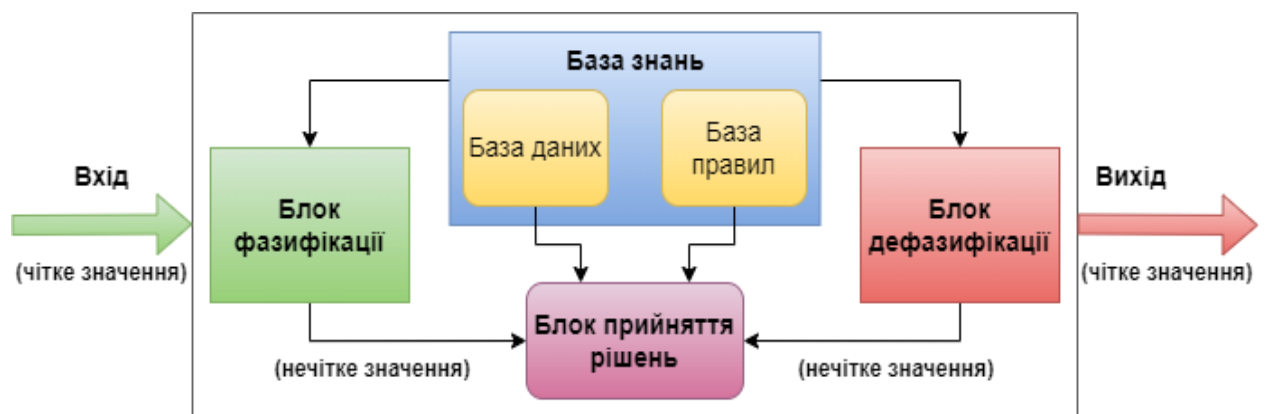 База знань
База даних
База
правил
Вхід
Вихід
Блок
фазифікації
Блок
дефазифікації
(чітке значення)
(чітке значення)
Блок прийняття
рішень
(нечітке значення)
(нечітке значення)